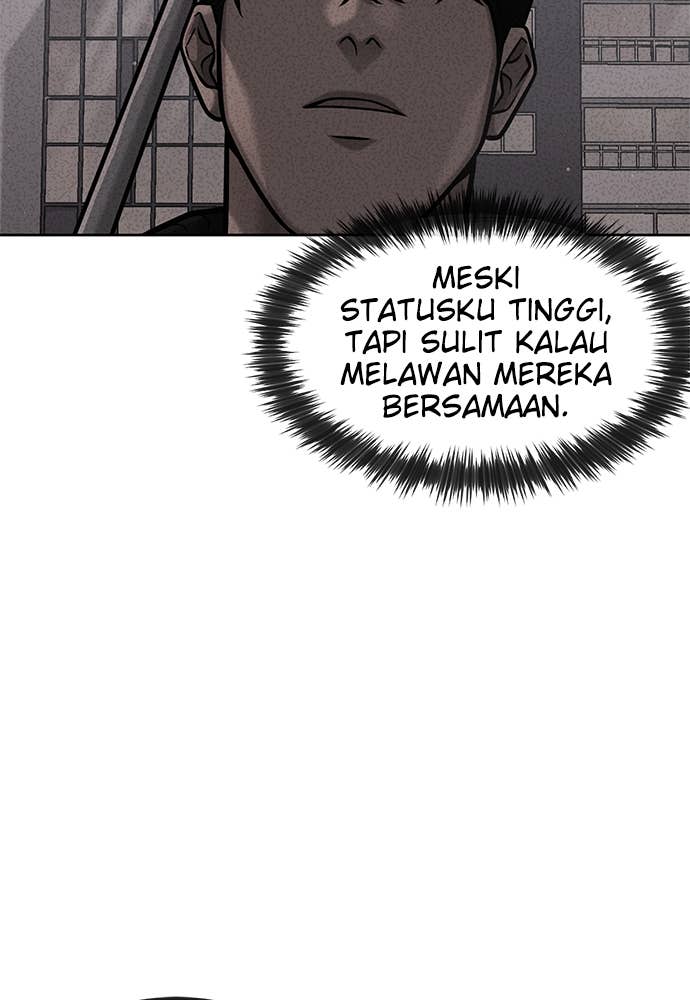 MESKI
STATUSKU TINGGI,
TAPI SULIT KALAU
MELAWAN MEREKA
BERSAMAAN.